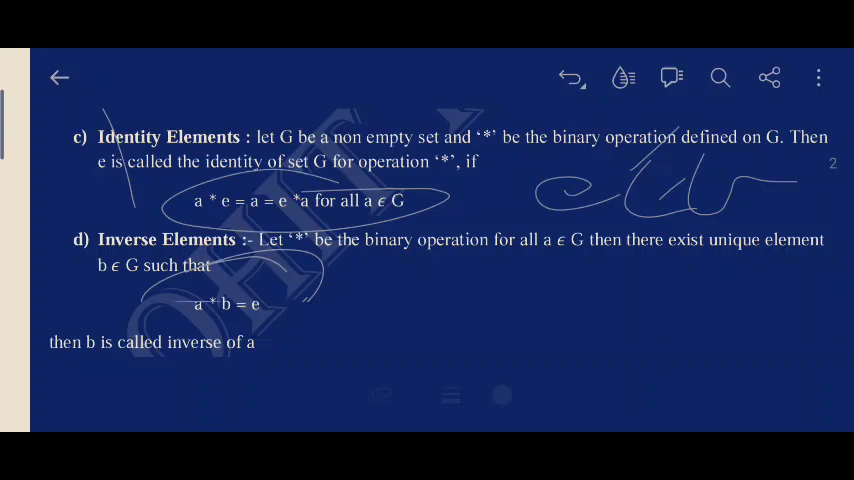 c) Identity Elements : let G be a non empty set and ‘*’ be the binary operation defined on G. Then
e is called the identity of set G for operation ‘*’, if
2
a * e = a = e *a for all a ϵ G
d) Inverse Elements :- Let ‘*’ be the binary operation for all a ϵ G then there exist unique element
b ϵ G such that
a * b = e
then b is called inverse of a